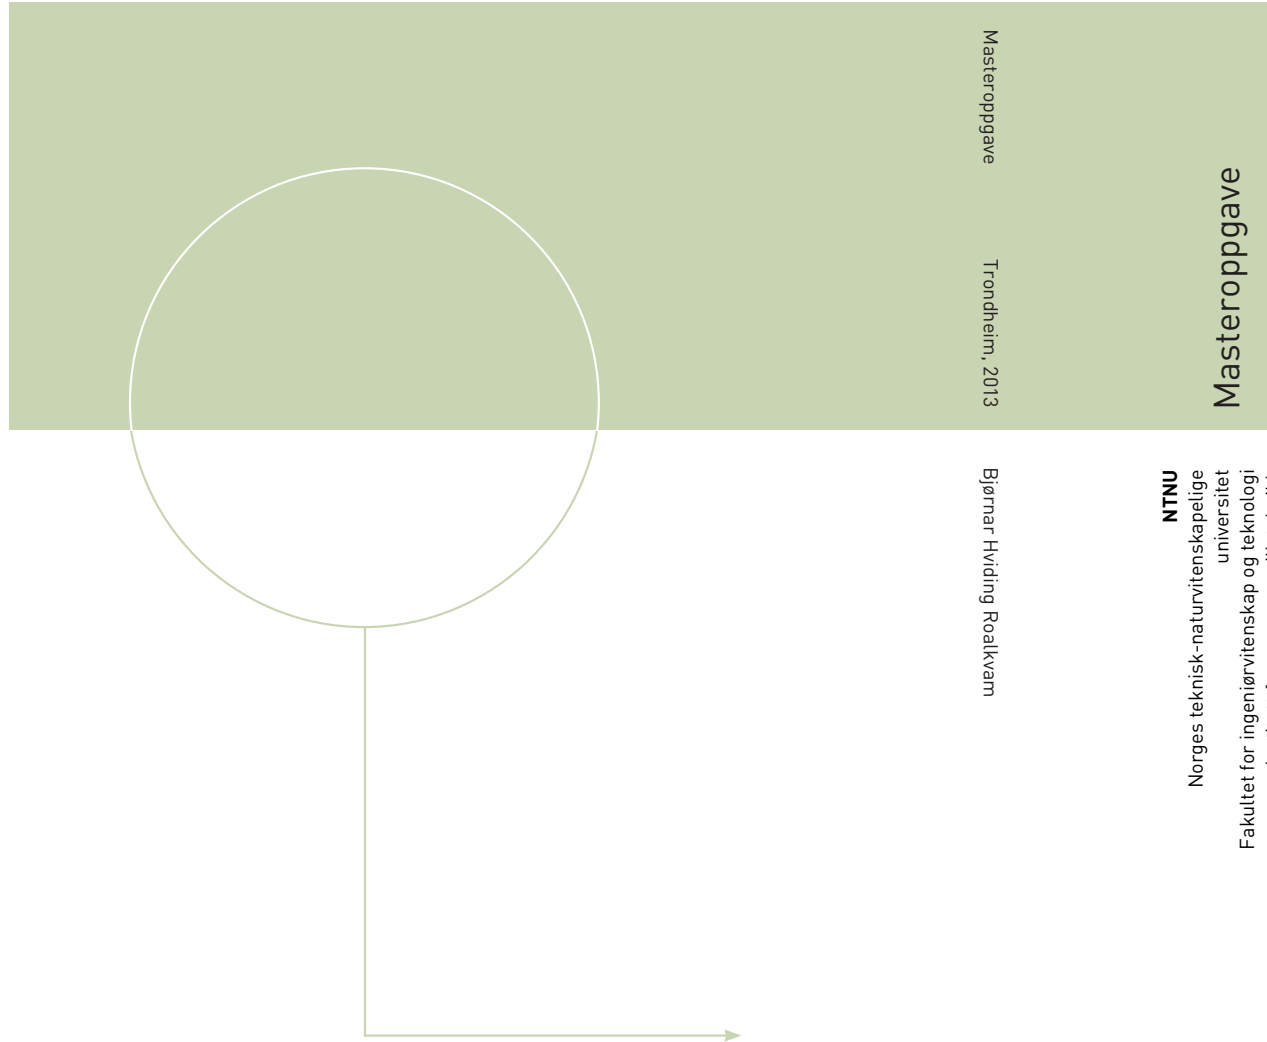 Masteroppgave
Trondheim, 2013
Bjørnar Hviding Roalkvam
Masteroppgave
NTNU
Norges teknisk-naturvitenskapelige
universitet
Fakultet for ingeniørvitenskap og teknologi